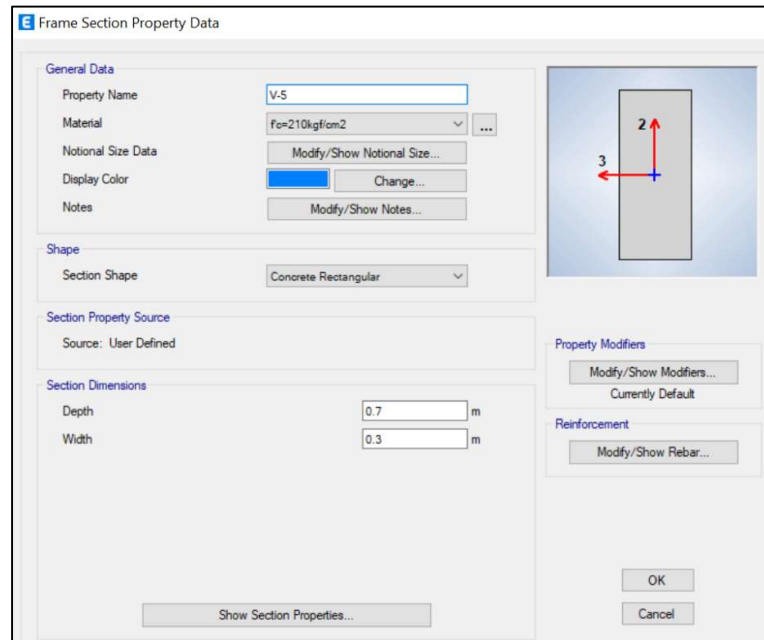 E Frame Section Property Data
General Data
Property Name V-5
Material f'c=210kgf/cm2 ...
Notional Size Data Modify/Show Notional Size...
Display Color Change...
Notes Modify/Show Notes...
2
3
Shape
Section Shape Concrete Rectangular
Section Property Source
Source: User Defined
Property Modifiers
Modify/Show Modifiers...
Currently Default
Section Dimensions
Depth 0.7 m
Width 0.3 m
Reinforcement
Modify/Show Rebar...
Show Section Properties...
OK
Cancel